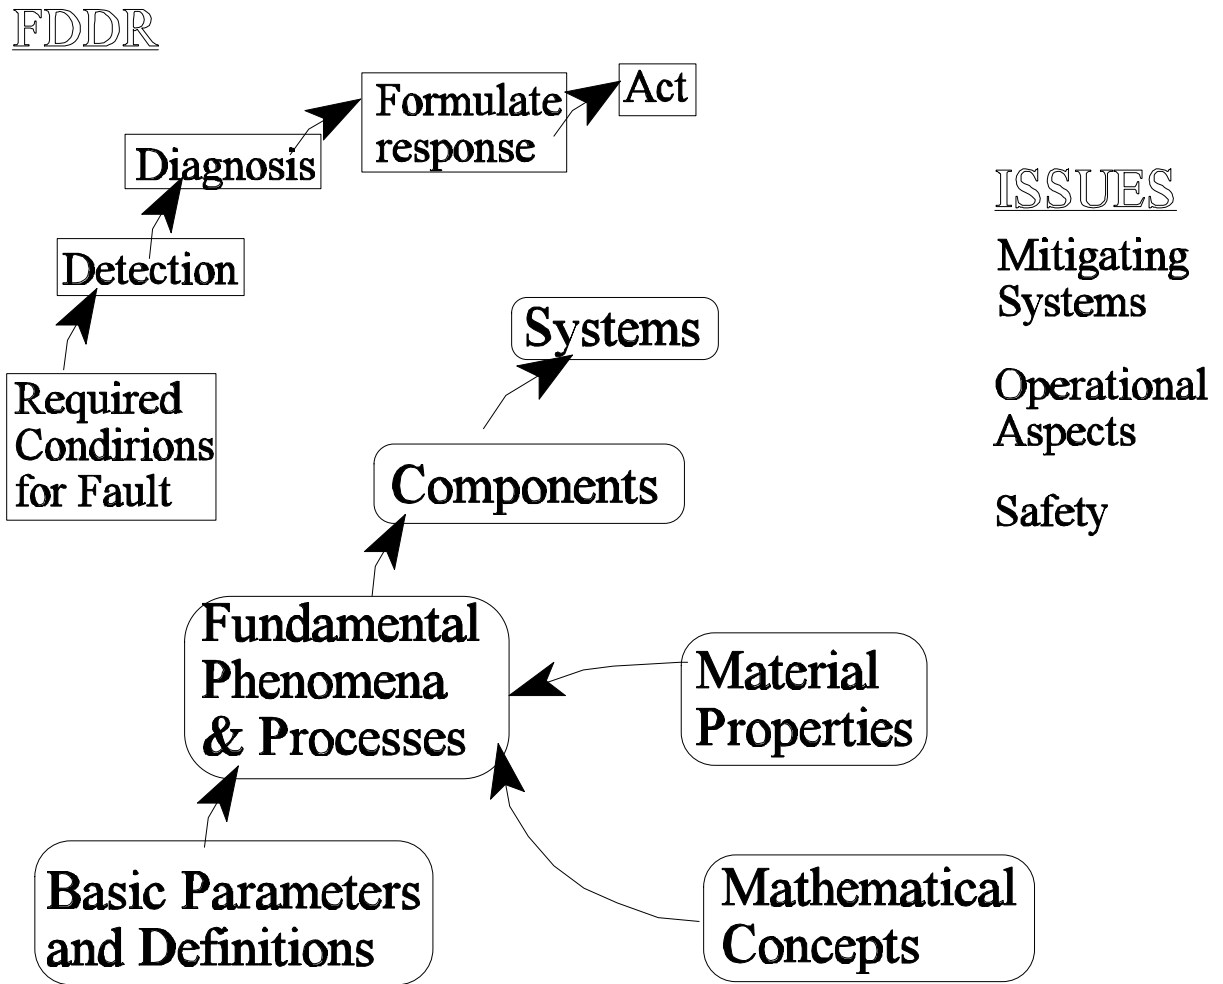 FDDR
Formulate
response
Act
Diagnosis
Detection
Required
Condirions
for Fault
ISSUES
Mitigating
Systems
Operational
Aspects
Safety
Systems
Components
Fundamental
Phenomena
& Processes
Material
Properties
Basic Parameters
and Definitions
Mathematical
Concepts